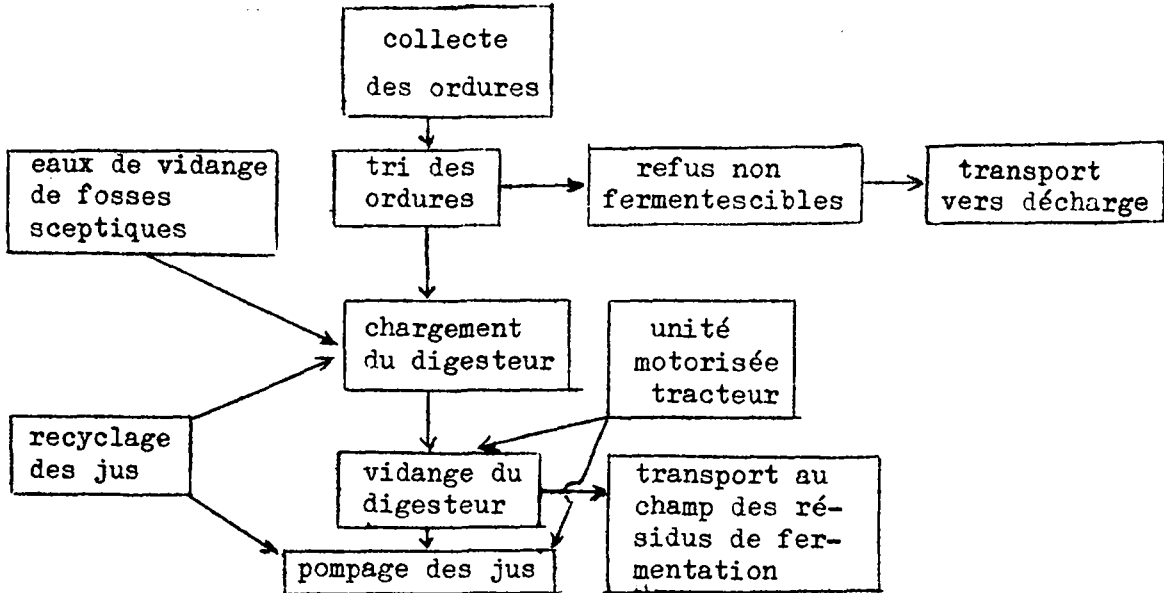 collecte
des ordures
eaux de vidange
de fosses
sceptiques
tri des
ordures
refus non
fermentescibles
transport
vers décharge
chargement
du digesteur
unité
motorisée
tracteur
recyclage
des jus
vidange du
digesteur
transport au
champ des ré-
sidus de fer-
mentation
pompage des jus